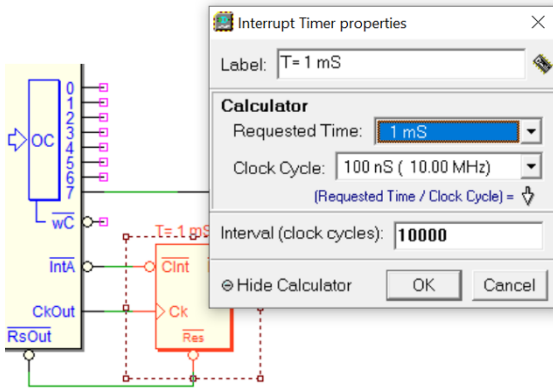 Interrupt Timer properties
Label: T= 1 mS
Calculator
Requested Time: 1 mS
Clock Cycle: 100 nS ( 10.00 MHz)
(Requested Time / Clock Cycle) =
Interval (clock cycles): 10000
Hide Calculator OK Cancel
0
1
2
3
4
5
6
7
OC
wC
IntA
CkOut
RsOut
T= 1 mS
CInt
Ck
Res